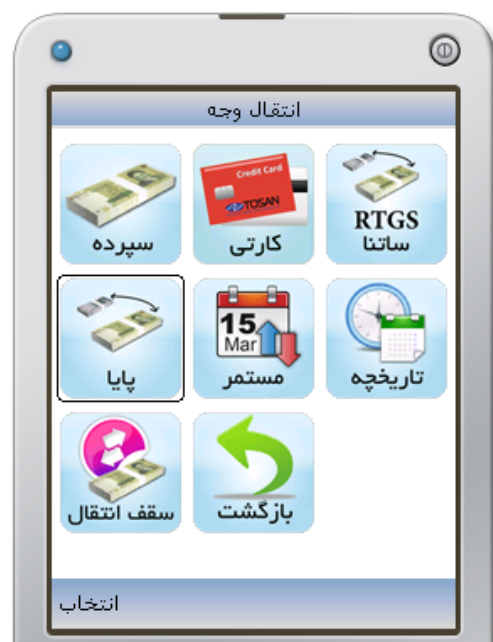 انتقال وجه
RTGS
ساتنا
Credit Card
TOSAN
کارتی
سپرده
تاریخچه
15
Mar
مستمر
پایا
بازگشت
سقف انتقال
انتخاب